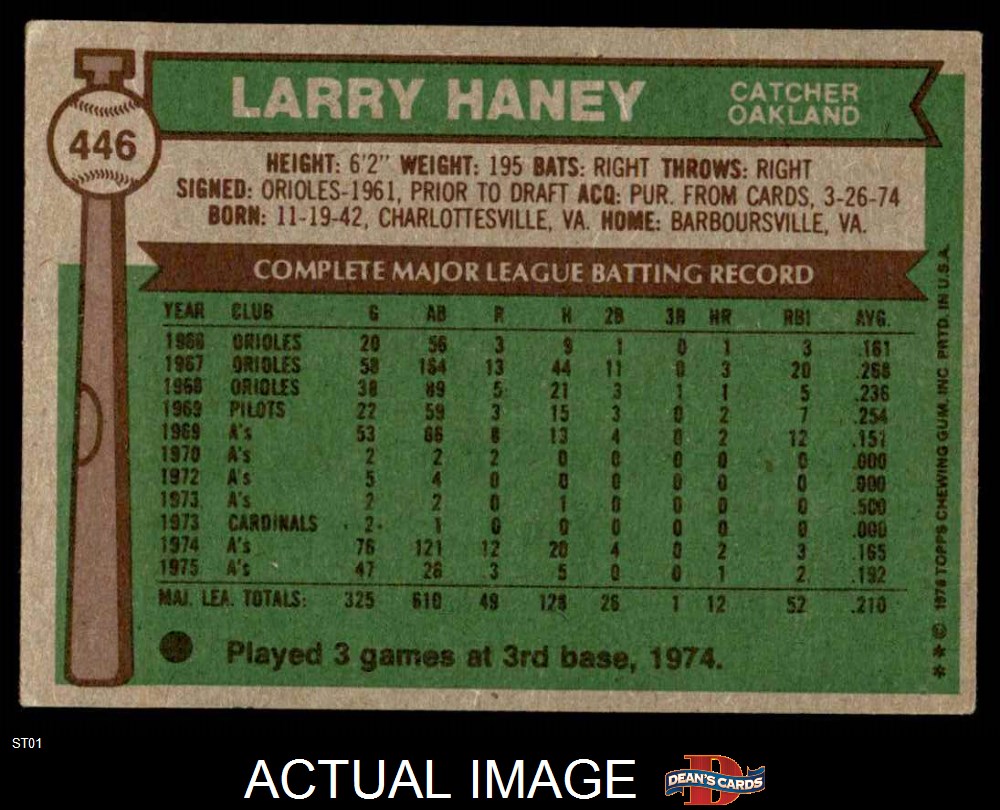 LARRY HANEY
CATCHER
OAKLAND
446
HEIGHT: 6'2" WEIGHT: 195 BATS: RIGHT THROWS: RIGHT
SIGNED: ORIOLES-1961, PRIOR TO DRAFT ACQ: PUR. FROM CARDS, 3-26-74
BORN: 11-19-42, CHARLOTTESVILLE, VA. HOME: BARBOURSVILLE, VA.
COMPLETE MAJOR LEAGUE BATTING RECORD
YEAR CLUB G AB R H 2B 3B HR RBI AVG.
1966 ORIOLES 20 56 3 9 1 0 1 3 .161
1967 ORIOLES 58 164 13 44 11 0 3 20 .268
1968 ORIOLES 38 89 5 21 3 1 1 5 .236
1969 PILOTS 22 59 3 15 3 0 2 7 .254
1969 A's 53 86 8 13 4 0 2 12 .151
1970 A's 2 2 2 0 0 0 0 0 .000
1972 A's 5 4 0 0 0 0 0 0 .000
1973 A's 2 2 0 1 0 0 0 0 .500
1973 CARDINALS 2 1 0 0 0 0 0 0 .000
1974 A's 76 121 12 20 4 0 2 3 .165
1975 A's 47 26 3 5 0 0 1 2 .192
MAJ. LEA. TOTALS: 325 610 49 128 26 1 12 52 .210
Played 3 games at 3rd base, 1974.
** © 1976 TOPPS CHEWING GUM, INC. PRTD. IN U.S.A.
ST01
ACTUAL IMAGE
D
DEAN'S CARDS